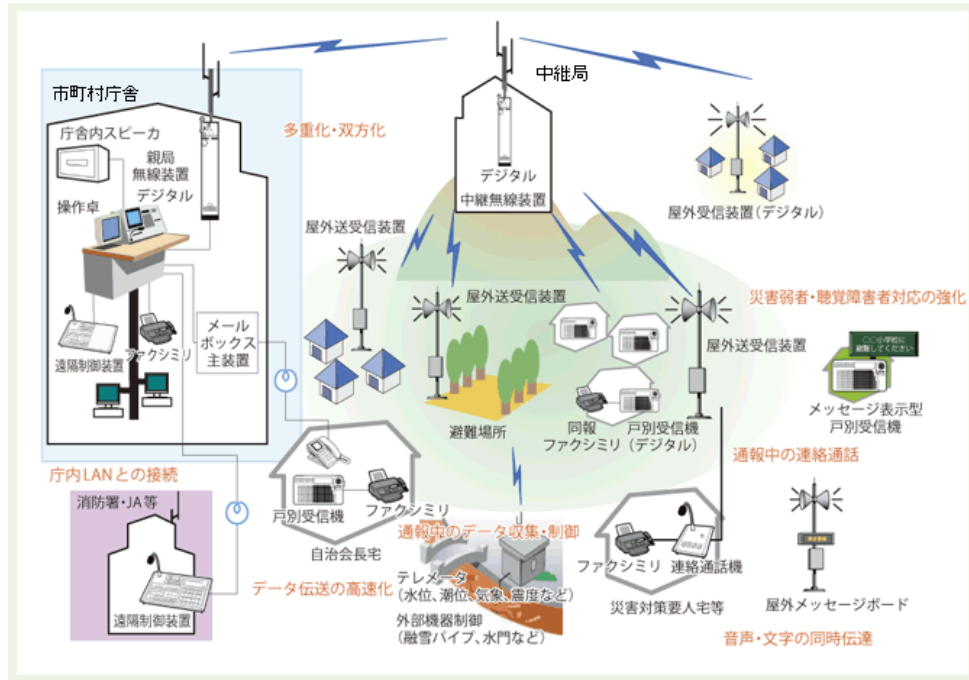 中継局
市町村庁舎
多重化・双方化
庁舎内スピーカ
親局
無線装置
デジタル
操作卓
デジタル
中継無線装置
屋外受信装置(デジタル)
屋外送受信装置
屋外送受信装置
災害弱者・聴覚障害者対応の強化
屋外送受信装置
〇〇小学校に
避難してください
メッセージ表示型
戸別受信機
遠隔制御装置
ファクシミリ
メール
ボックス
主装置
避難場所
同報
ファクシミリ
戸別受信機
(デジタル)
通報中の連絡通話
庁内LANとの接続
消防署・JA等
遠隔制御装置
戸別受信機
ファクシミリ
自治会長宅
データ伝送の高速化
通報中のデータ収集・制御
テレメータ
(水位、潮位、気象、震度など)
外部機器制御
(融雪パイプ、水門など)
ファクシミリ
連絡通話機
災害対策要人宅等
屋外メッセージボード
音声・文字の同時伝達